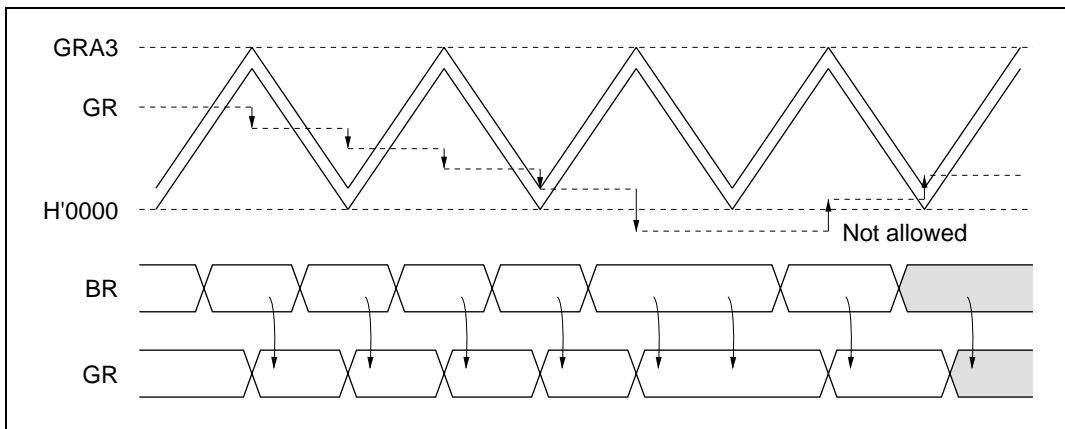 GRA3
GR
H'0000
Not allowed
BR
GR